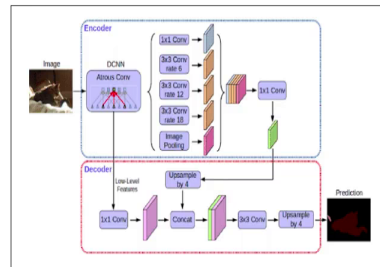 Encoder
Image
DCNN
Atrous Conv
1x1 Conv
3x3 Conv
rate 6
3x3 Conv
rate 12
3x3 Conv
rate 18
Image
Pooling
1x1 Conv
Decoder
Low-Level
Features
Upsample
by 4
Prediction
1x1 Conv
Concat
3x3 Conv
Upsample
by 4